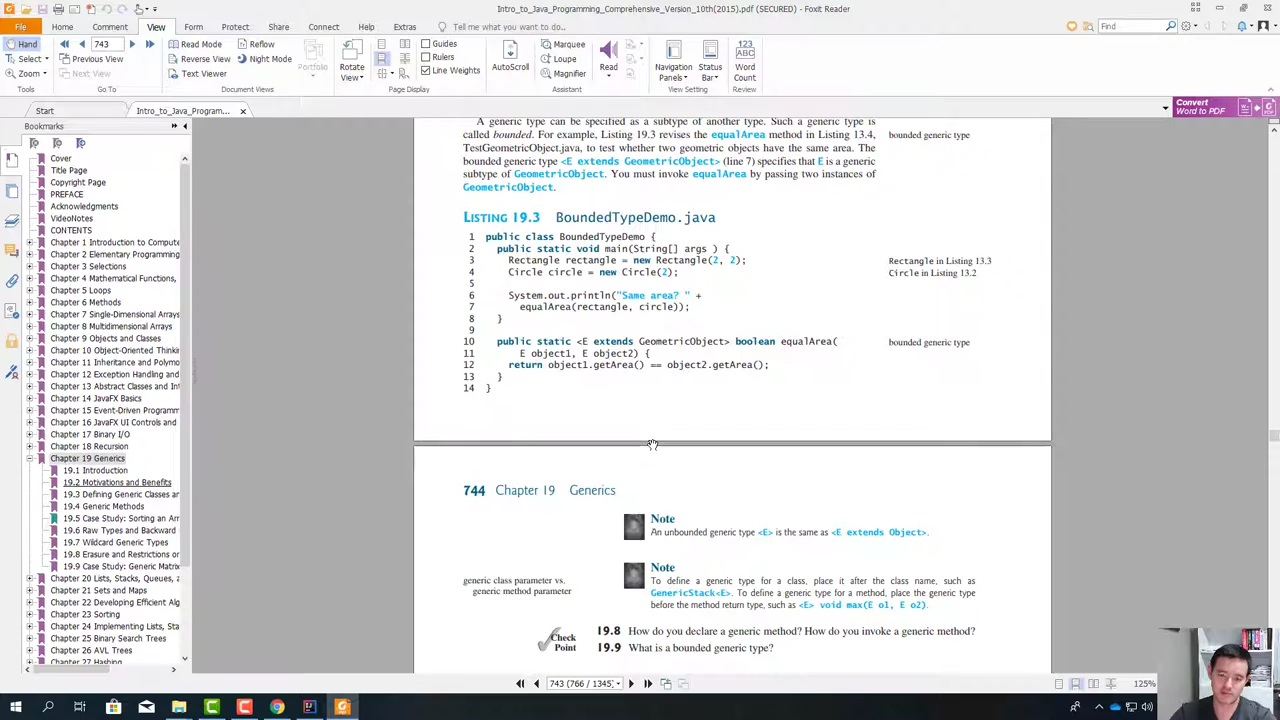 Intro_to_Java_Programming_Comprehensive_Version_10th(2015).pdf (SECURED) - Foxit Reader
File Home Comment View Form Protect Share Connect Help Extras Tell me what you want to do... Find
Hand 743 Read Mode Reflow Guides Marquee
Select Previous View Reverse View Night Mode Portfolio Rotate View Rulers AutoScroll Loupe Read Navigation Panels Status Bar Word Count
Zoom Next View Text Viewer Line Weights Magnifier
Tools Go To Document Views Page Display Assistant View Setting Review
Start Intro_to_Java_Program... Convert Word to PDF
Bookmarks
Cover
Title Page
Copyright Page
PREFACE
Acknowledgments
VideoNotes
CONTENTS
Chapter 1 Introduction to Compute
Chapter 2 Elementary Programming
Chapter 3 Selections
Chapter 4 Mathematical Functions,
Chapter 5 Loops
Chapter 6 Methods
Chapter 7 Single-Dimensional Arrays
Chapter 8 Multidimensional Arrays
Chapter 9 Objects and Classes
Chapter 10 Object-Oriented Thinkin
Chapter 11 Inheritance and Polymo
Chapter 12 Exception Handling and
Chapter 13 Abstract Classes and Int
Chapter 14 JavaFX Basics
Chapter 15 Event-Driven Programm
Chapter 16 JavaFX UI Controls and
Chapter 17 Binary I/O
Chapter 18 Recursion
Chapter 19 Generics
19.1 Introduction
19.2 Motivations and Benefits
19.3 Defining Generic Classes an
19.4 Generic Methods
19.5 Case Study: Sorting an Arr
19.6 Raw Types and Backward
19.7 Wildcard Generic Types
19.8 Erasure and Restrictions on
19.9 Case Study: Generic Matrix
Chapter 20 Lists, Stacks, Queues, a
Chapter 21 Sets and Maps
Chapter 22 Developing Efficient Alg
Chapter 23 Sorting
Chapter 24 Implementing Lists, Sta
Chapter 25 Binary Search Trees
Chapter 26 AVL Trees
Chapter 27 Hashing
A generic type can be specified as a subtype of another type. Such a generic type is
called bounded. For example, Listing 19.3 revises the equalArea method in Listing 13.4, bounded generic type
TestGeometricObject.java, to test whether two geometric objects have the same area. The
bounded generic type <E extends GeometricObject> (line 7) specifies that E is a generic
subtype of GeometricObject. You must invoke equalArea by passing two instances of
GeometricObject.
LISTING 19.3 BoundedTypeDemo.java
1 public class BoundedTypeDemo {
2 public static void main(String[] args ) {
3 Rectangle rectangle = new Rectangle(2, 2); Rectangle in Listing 13.3
4 Circle circle = new Circle(2); Circle in Listing 13.2
5
6 System.out.println("Same area? " +
7 equalArea(rectangle, circle));
8 }
9
10 public static <E extends GeometricObject> boolean equalArea( bounded generic type
11 E object1, E object2) {
12 return object1.getArea() == object2.getArea();
13 }
14 }
744 Chapter 19 Generics
Note
An unbounded generic type <E> is the same as <E extends Object>.
Note
generic class parameter vs. generic method parameter
To define a generic type for a class, place it after the class name, such as
GenericStack<E>. To define a generic type for a method, place the generic type
before the method return type, such as <E> void max(E o1, E o2).
Check Point
19.8 How do you declare a generic method? How do you invoke a generic method?
19.9 What is a bounded generic type?
743 (766 / 1345) 125%